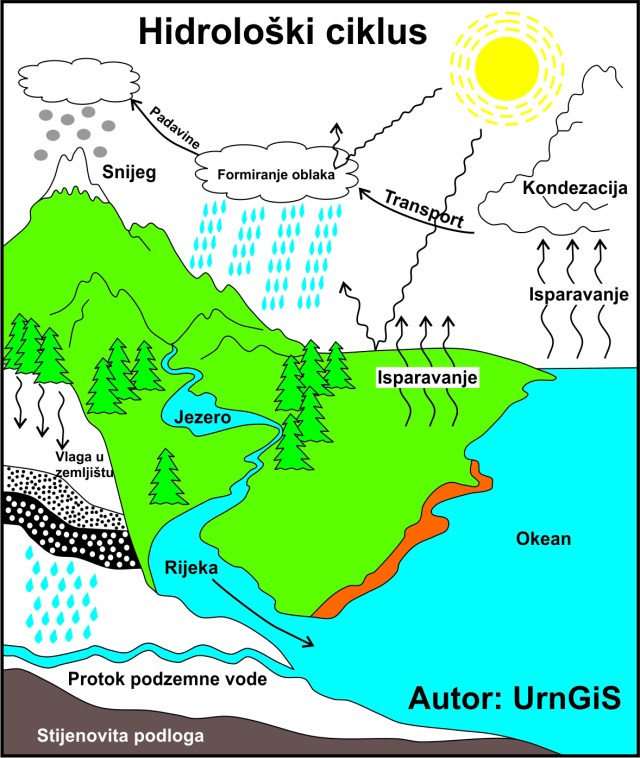 Hidrološki ciklus
Padavine
Snijeg
Formiranje oblaka
Transport
Kondezacija
Isparavanje
Isparavanje
Jezero
Vlaga u
zemljištu
Okean
Rijeka
Protok podzemne vode
Autor: UrnGiS
Stijenovita podloga